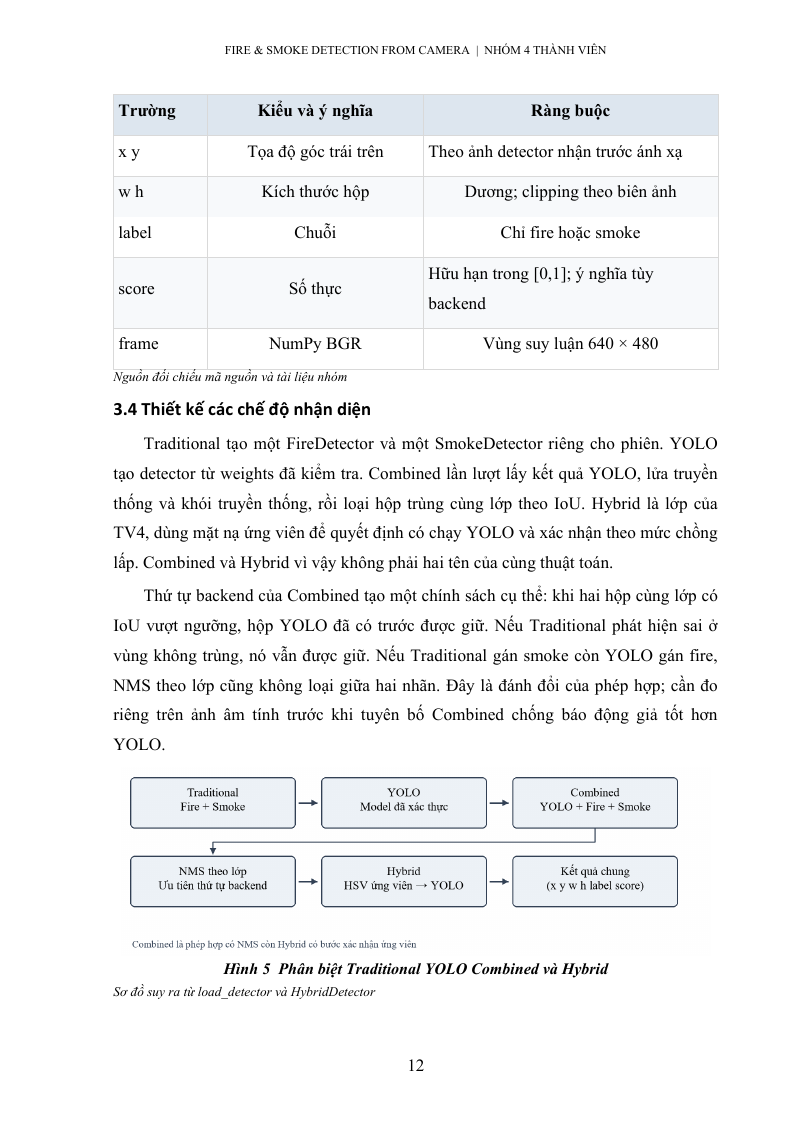 FIRE & SMOKE DETECTION FROM CAMERA | NHÓM 4 THÀNH VIÊN
Trường Kiểu và ý nghĩa Ràng buộc
x y Tọa độ góc trái trên Theo ảnh detector nhận trước ánh xạ
w h Kích thước hộp Dương; clipping theo biên ảnh
label Chuỗi Chỉ fire hoặc smoke
score Số thực Hữu hạn trong [0,1]; ý nghĩa tùy
backend
frame NumPy BGR Vùng suy luận 640 × 480
Nguồn đối chiếu mã nguồn và tài liệu nhóm
3.4 Thiết kế các chế độ nhận diện
Traditional tạo một FireDetector và một SmokeDetector riêng cho phiên. YOLO
tạo detector từ weights đã kiểm tra. Combined lần lượt lấy kết quả YOLO, lửa truyền
thống và khói truyền thống, rồi loại hộp trùng cùng lớp theo IoU. Hybrid là lớp của
TV4, dùng mặt nạ ứng viên để quyết định có chạy YOLO và xác nhận theo mức chồng
lấp. Combined và Hybrid vì vậy không phải hai tên của cùng thuật toán.
Thứ tự backend của Combined tạo một chính sách cụ thể: khi hai hộp cùng lớp có
IoU vượt ngưỡng, hộp YOLO đã có trước được giữ. Nếu Traditional phát hiện sai ở
vùng không trùng, nó vẫn được giữ. Nếu Traditional gán smoke còn YOLO gán fire,
NMS theo lớp cũng không loại giữa hai nhãn. Đây là đánh đổi của phép hợp; cần đo
riêng trên ảnh âm tính trước khi tuyên bố Combined chống báo động giả tốt hơn
YOLO.
Traditional
Fire + Smoke
YOLO
Model đã xác thực
Combined
YOLO + Fire + Smoke
NMS theo lớp
Ưu tiên thứ tự backend
Hybrid
HSV ứng viên → YOLO
Kết quả chung
(x y w h label score)
Combined là phép hợp có NMS còn Hybrid có bước xác nhận ứng viên
Hình 5 Phân biệt Traditional YOLO Combined và Hybrid
Sơ đồ suy ra từ load_detector và HybridDetector
12